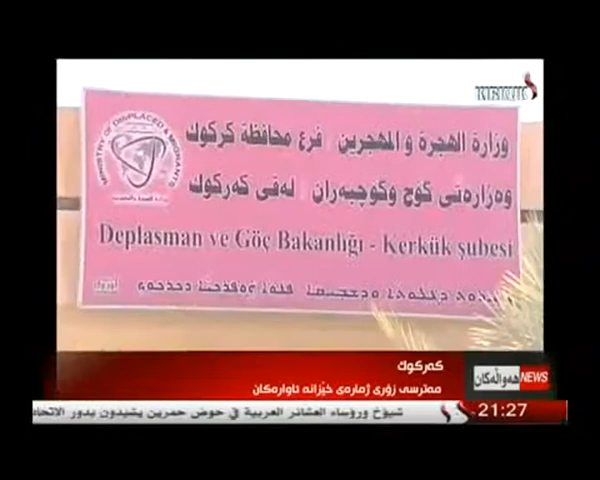 NEWS
MINISTRY OF DISPLACED & MIGRANTS
وزارة الهجرة و المهجرين فرع محافظة كركوك
وەزارەتی کۆچ وکۆچبەران لەقی کەرکوک
Deplasman ve Göç Bakanlığı - Kerkük şubesi
کەرکوک
مەترسی زۆری ژمارەی خێزانە ئاوارەکان
هەواڵەکان NEWS
شيوخ ورؤساء العشائر العربية في حوض حمرين يشيدون بدور الاتحاد
21:27